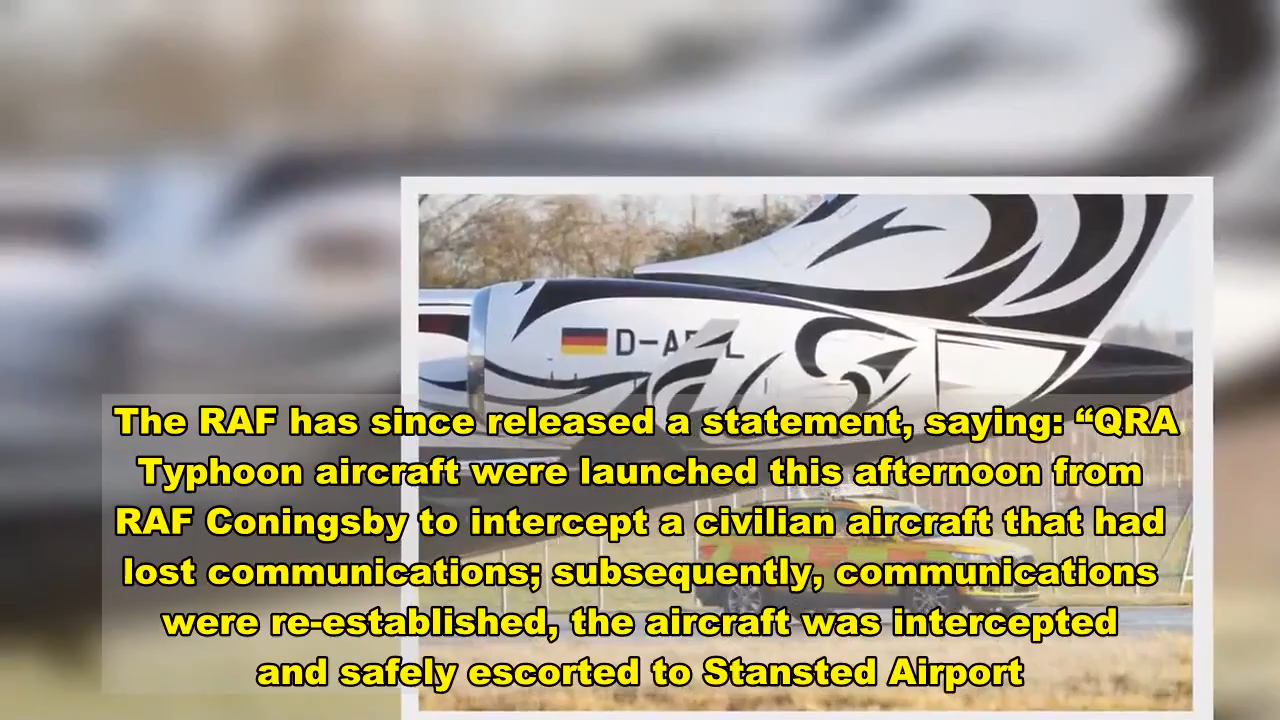 The RAF has since released a statement, saying: “QRA
Typhoon aircraft were launched this afternoon from
RAF Coningsby to intercept a civilian aircraft that had
lost communications; subsequently, communications
were re-established, the aircraft was intercepted
and safely escorted to Stansted Airport